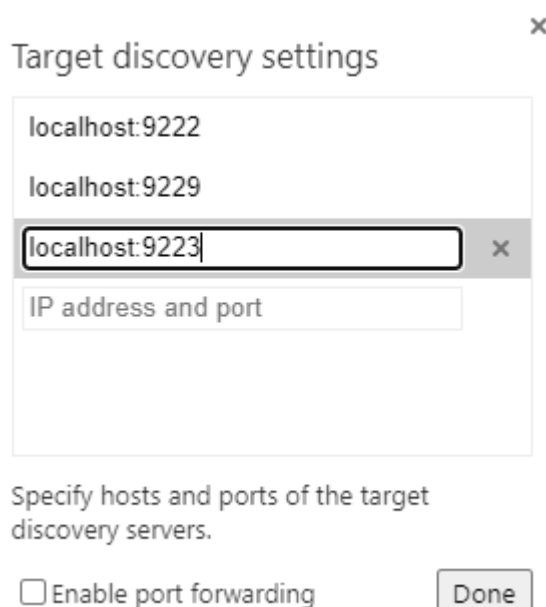 Target discovery settings
localhost:9222
localhost:9229
localhost:9223
IP address and port
Specify hosts and ports of the target
discovery servers.
Enable port forwarding
Done